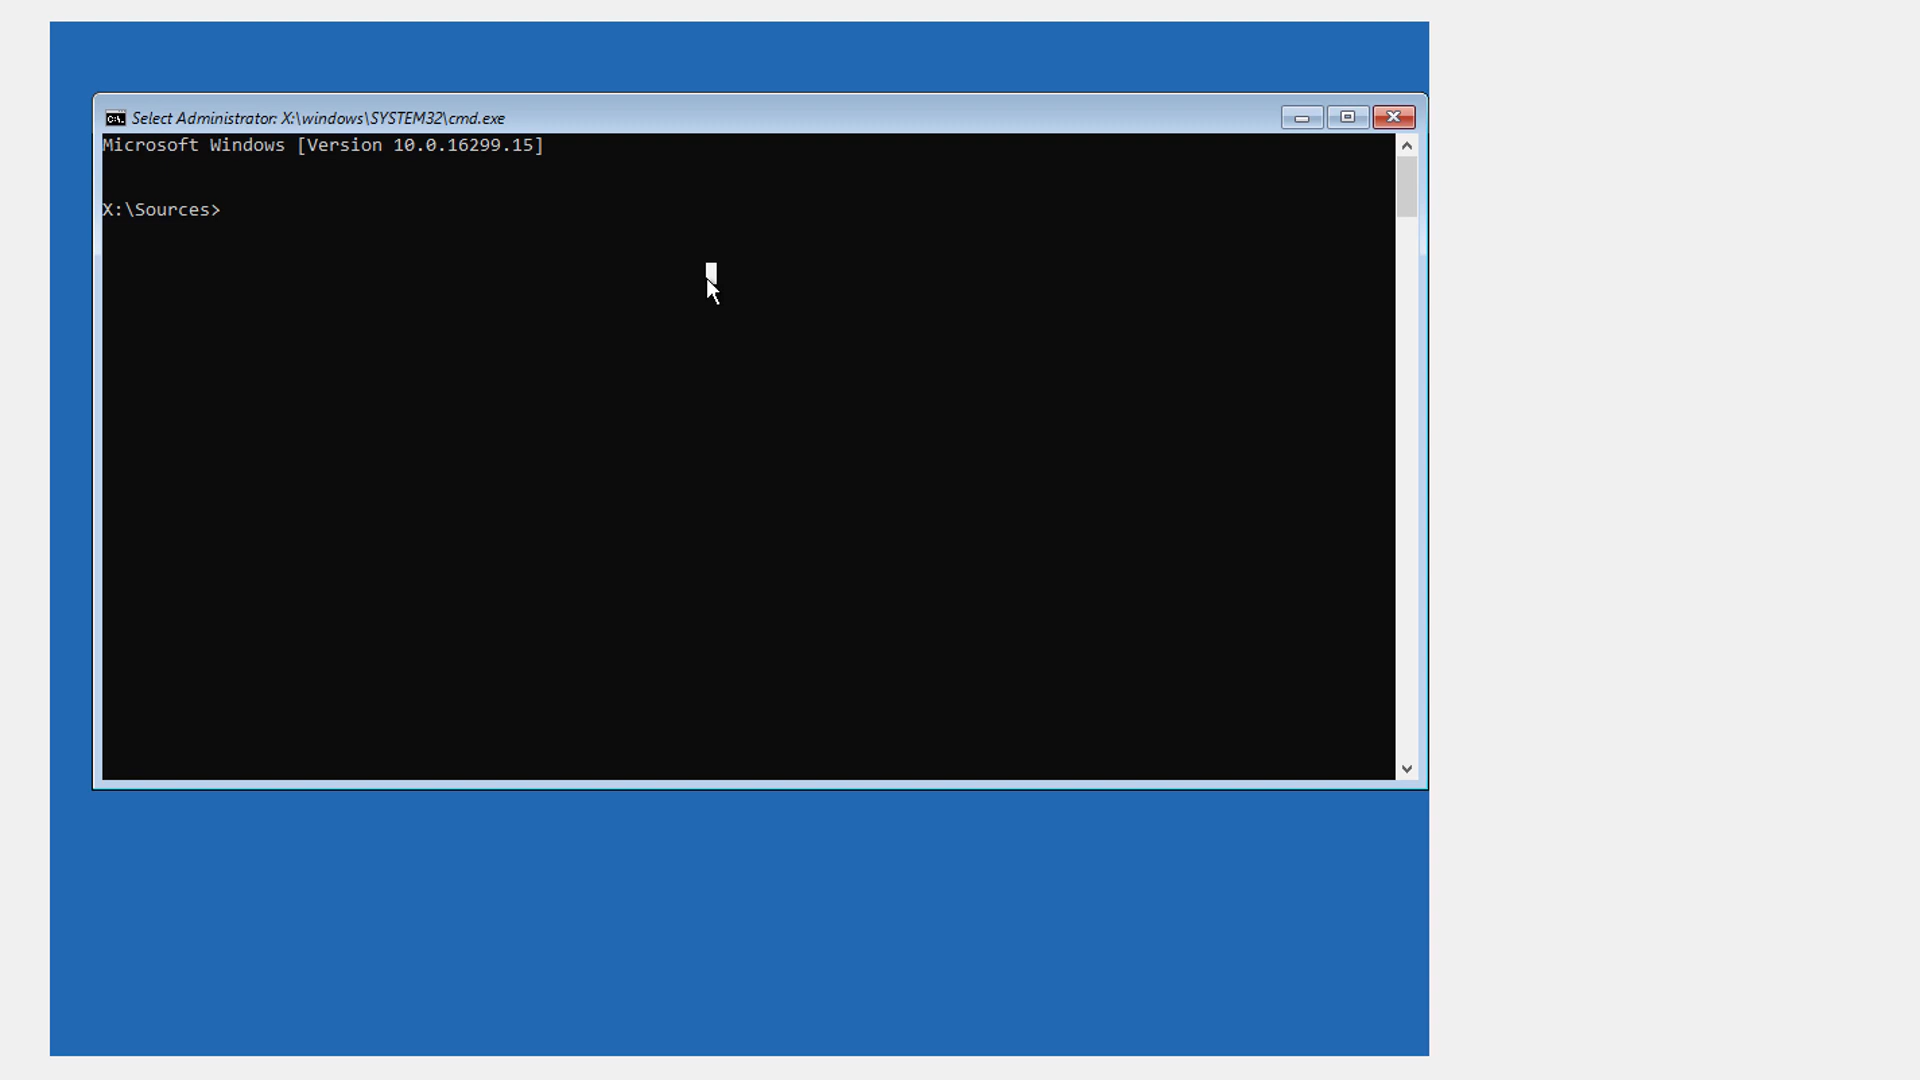 Select Administrator: X:\windows\SYSTEM32\cmd.exe
Microsoft Windows [Version 10.0.16299.15]
X:\Sources>